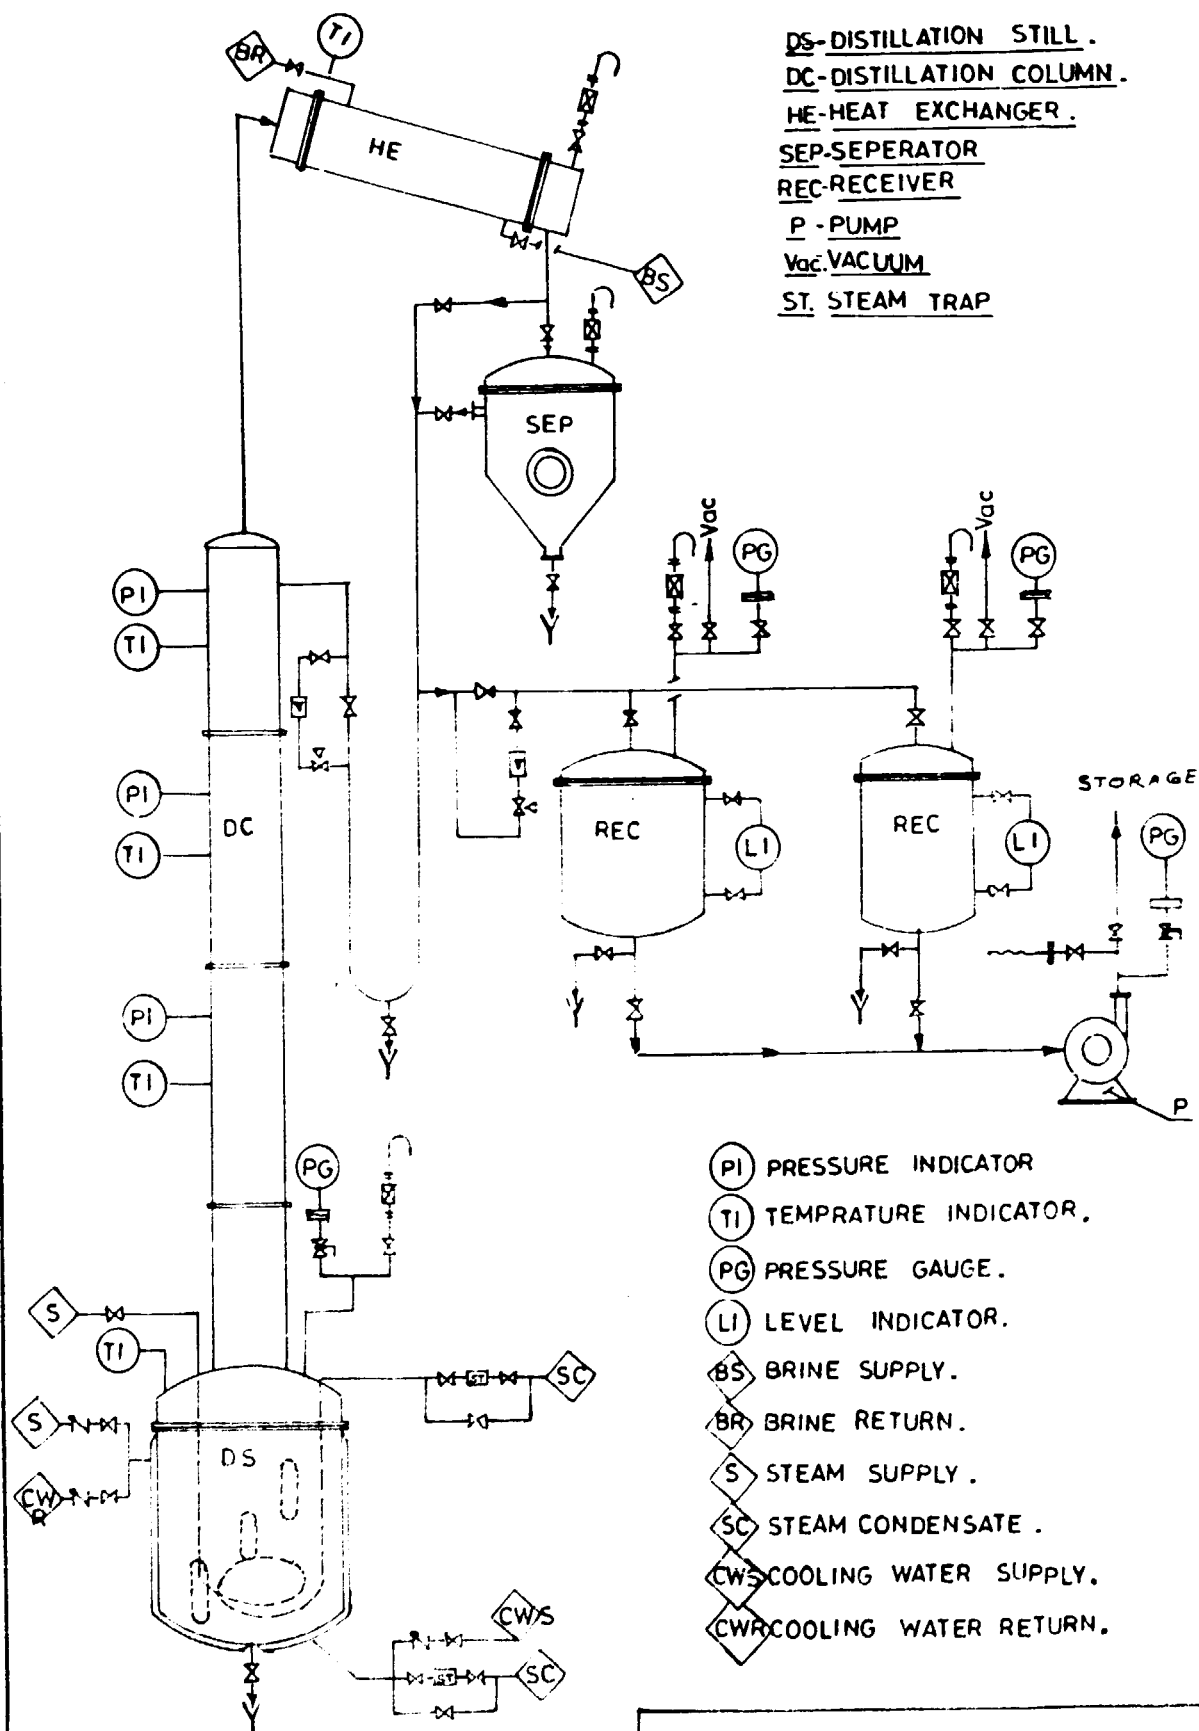 DS-DISTILLATION STILL.
DC-DISTILLATION COLUMN.
HE-HEAT EXCHANGER.
SEP-SEPERATOR
REC-RECEIVER
P-PUMP
Vac.VACUUM
ST. STEAM TRAP
BR
TI
HE
BS
SEP
Vac
PG
Vac
PG
PI
TI
STORAGE
PI
DC
TI
REC
LI
REC
LI
PG
PI
TI
P
PG
PI PRESSURE INDICATOR
TI TEMPRATURE INDICATOR.
PG PRESSURE GAUGE.
LI LEVEL INDICATOR.
BS BRINE SUPPLY.
BR BRINE RETURN.
S STEAM SUPPLY.
SC STEAM CONDENSATE.
CWS COOLING WATER SUPPLY.
CWR COOLING WATER RETURN.
S
TI
ST
SC
S
DS
CW
R
CWS
ST
SC